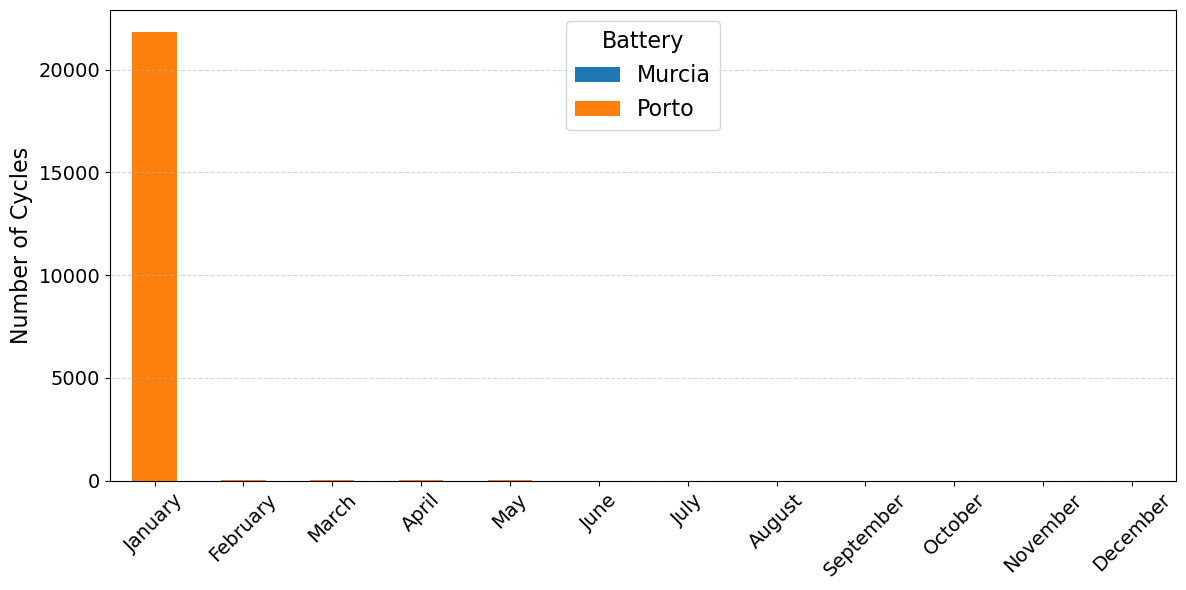 Battery
Murcia
Porto
Number of Cycles
20000
15000
10000
5000
0
January
February
March
April
May
June
July
August
September
October
November
December